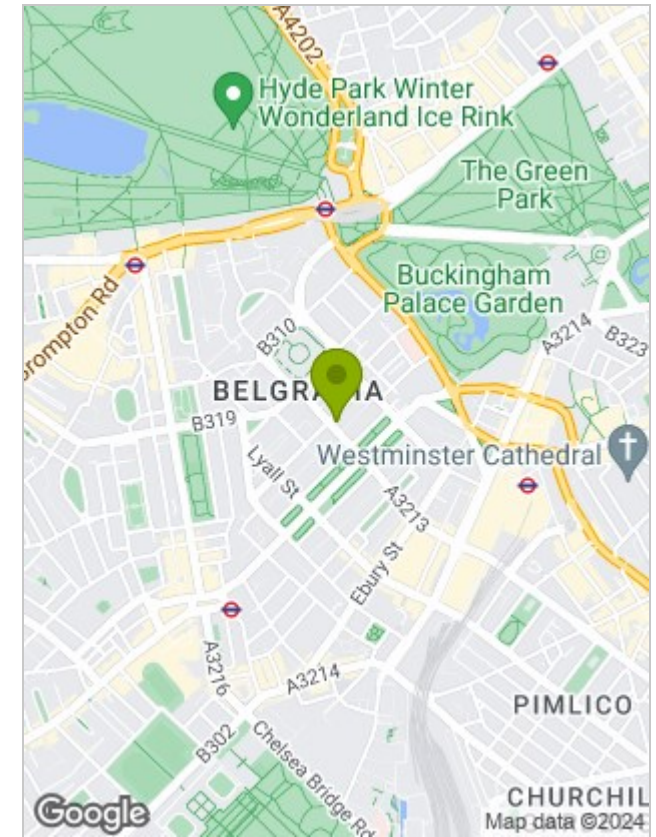 A4202
Hyde Park Winter
Wonderland Ice Rink
The Green
Park
Buckingham
Palace Garden
A3214
B323
Brompton Rd
B310
BELGRAVIA
B319
Westminster Cathedral
Lyall St
A3213
Ebury St
A3216
A3214
PIMLICO
B302
Chelsea Bridge Rd
CHURCHIL
Google
Map data ©2024